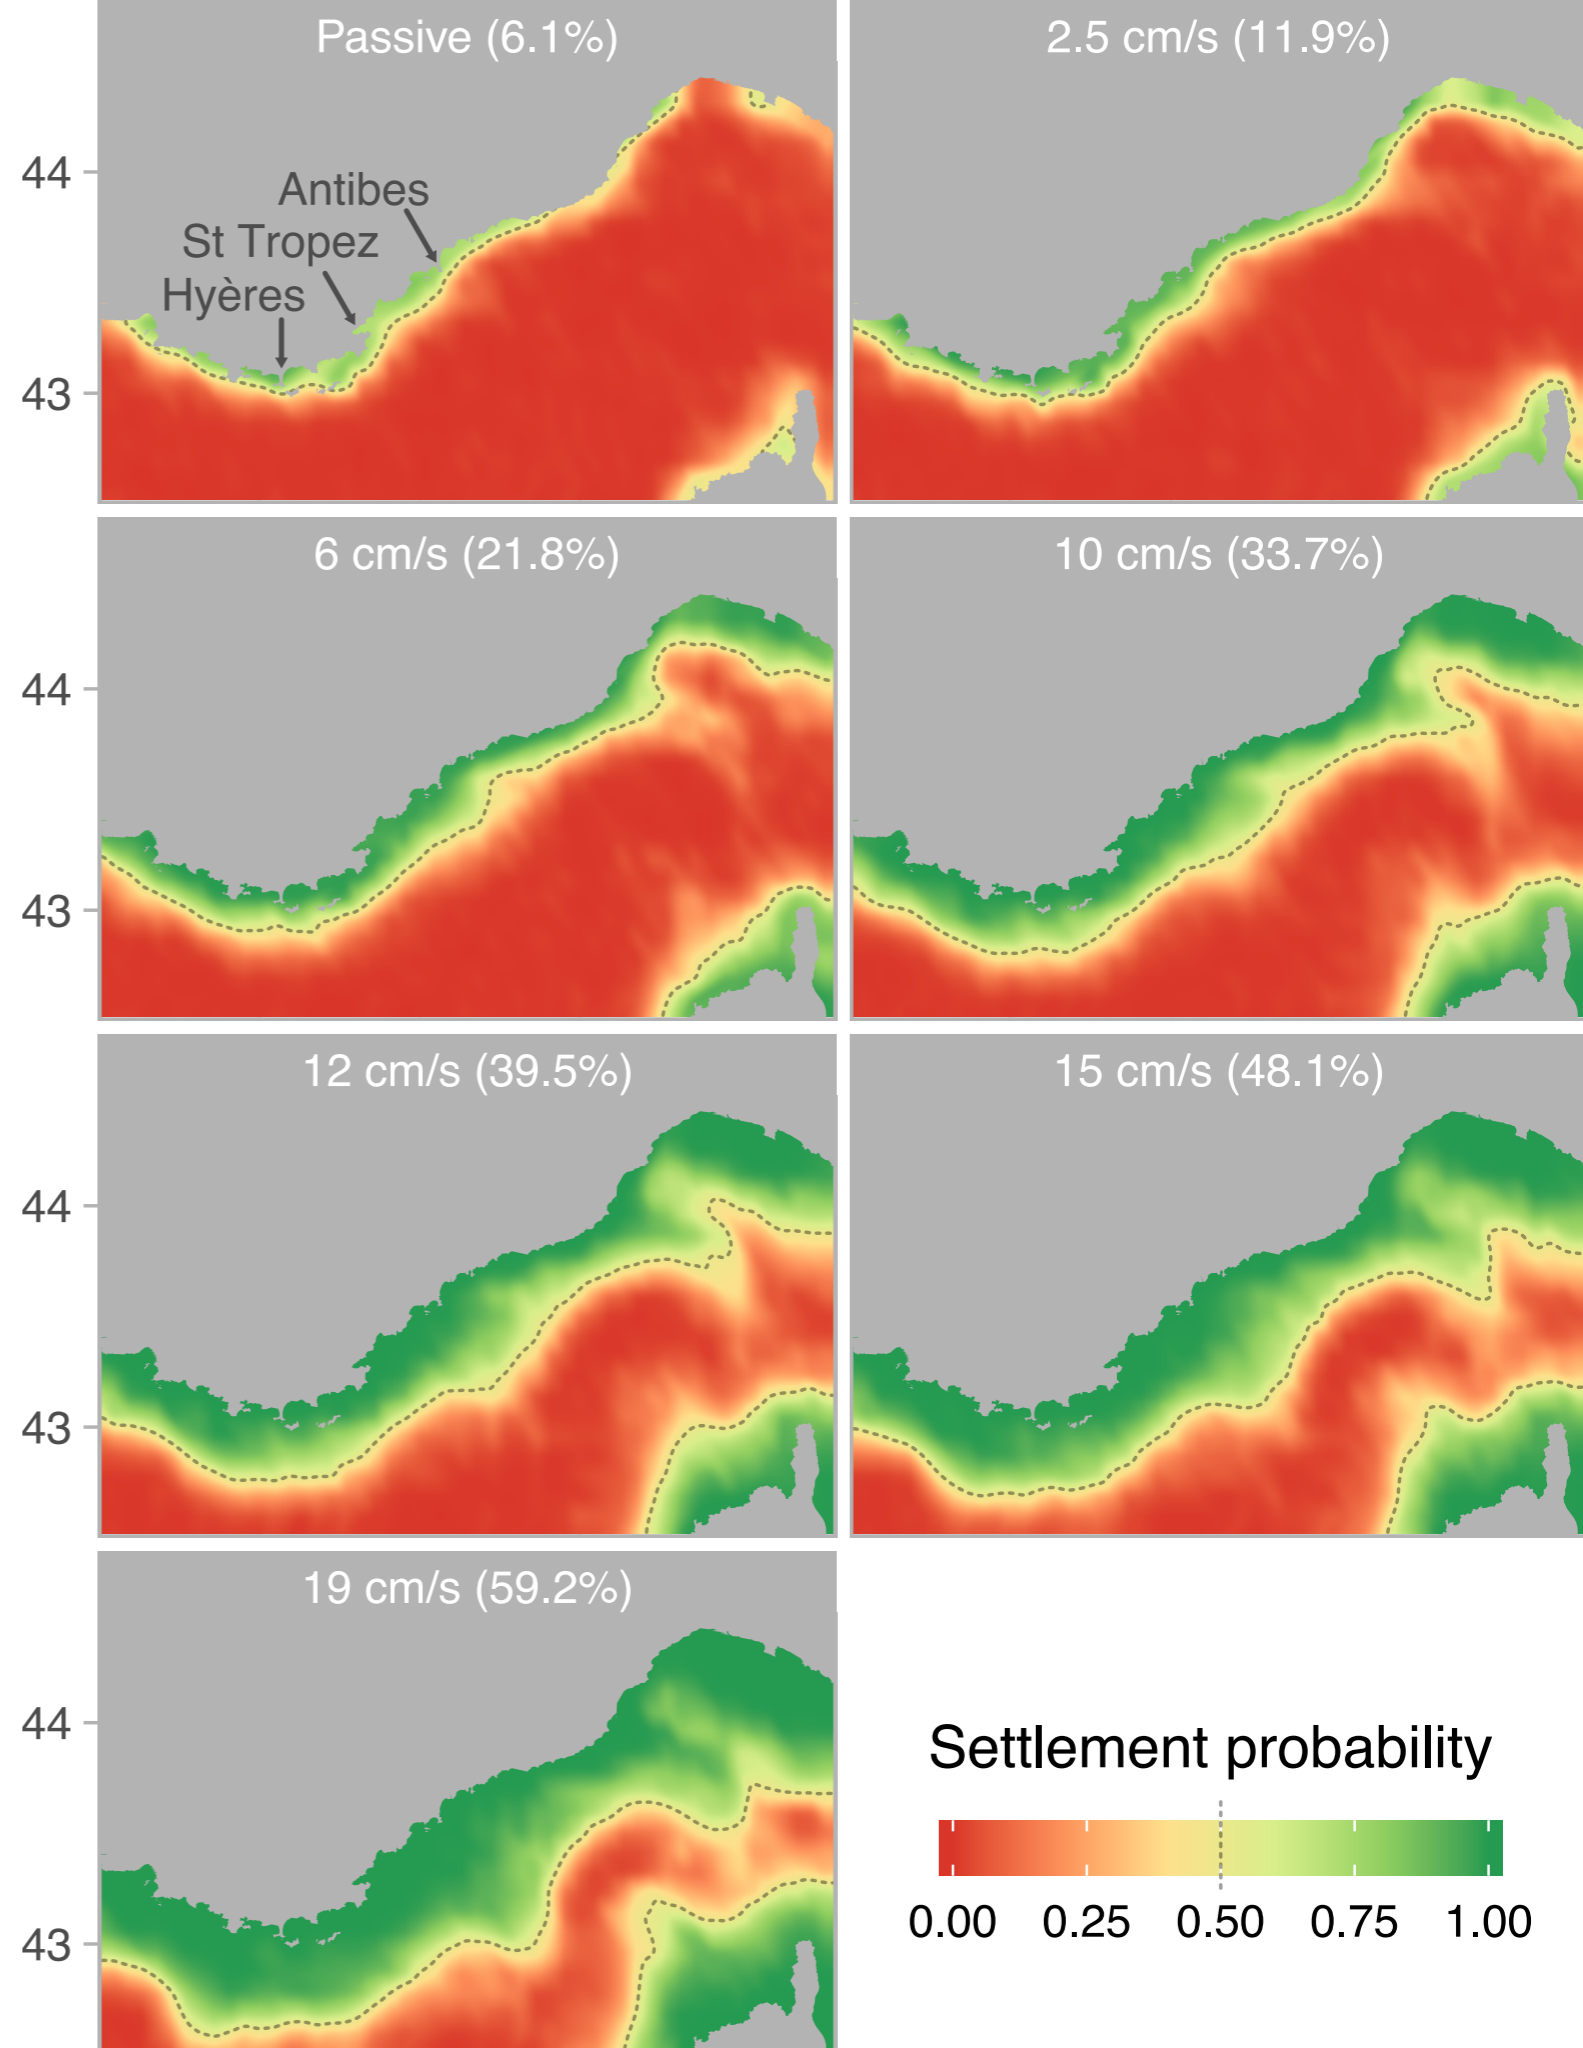 Passive (6.1%)
2.5 cm/s (11.9%)
44
Antibes
St Tropez
Hyères
43
6 cm/s (21.8%)
10 cm/s (33.7%)
44
43
12 cm/s (39.5%)
15 cm/s (48.1%)
44
43
19 cm/s (59.2%)
44
43
Settlement probability
0.00 0.25 0.50 0.75 1.00